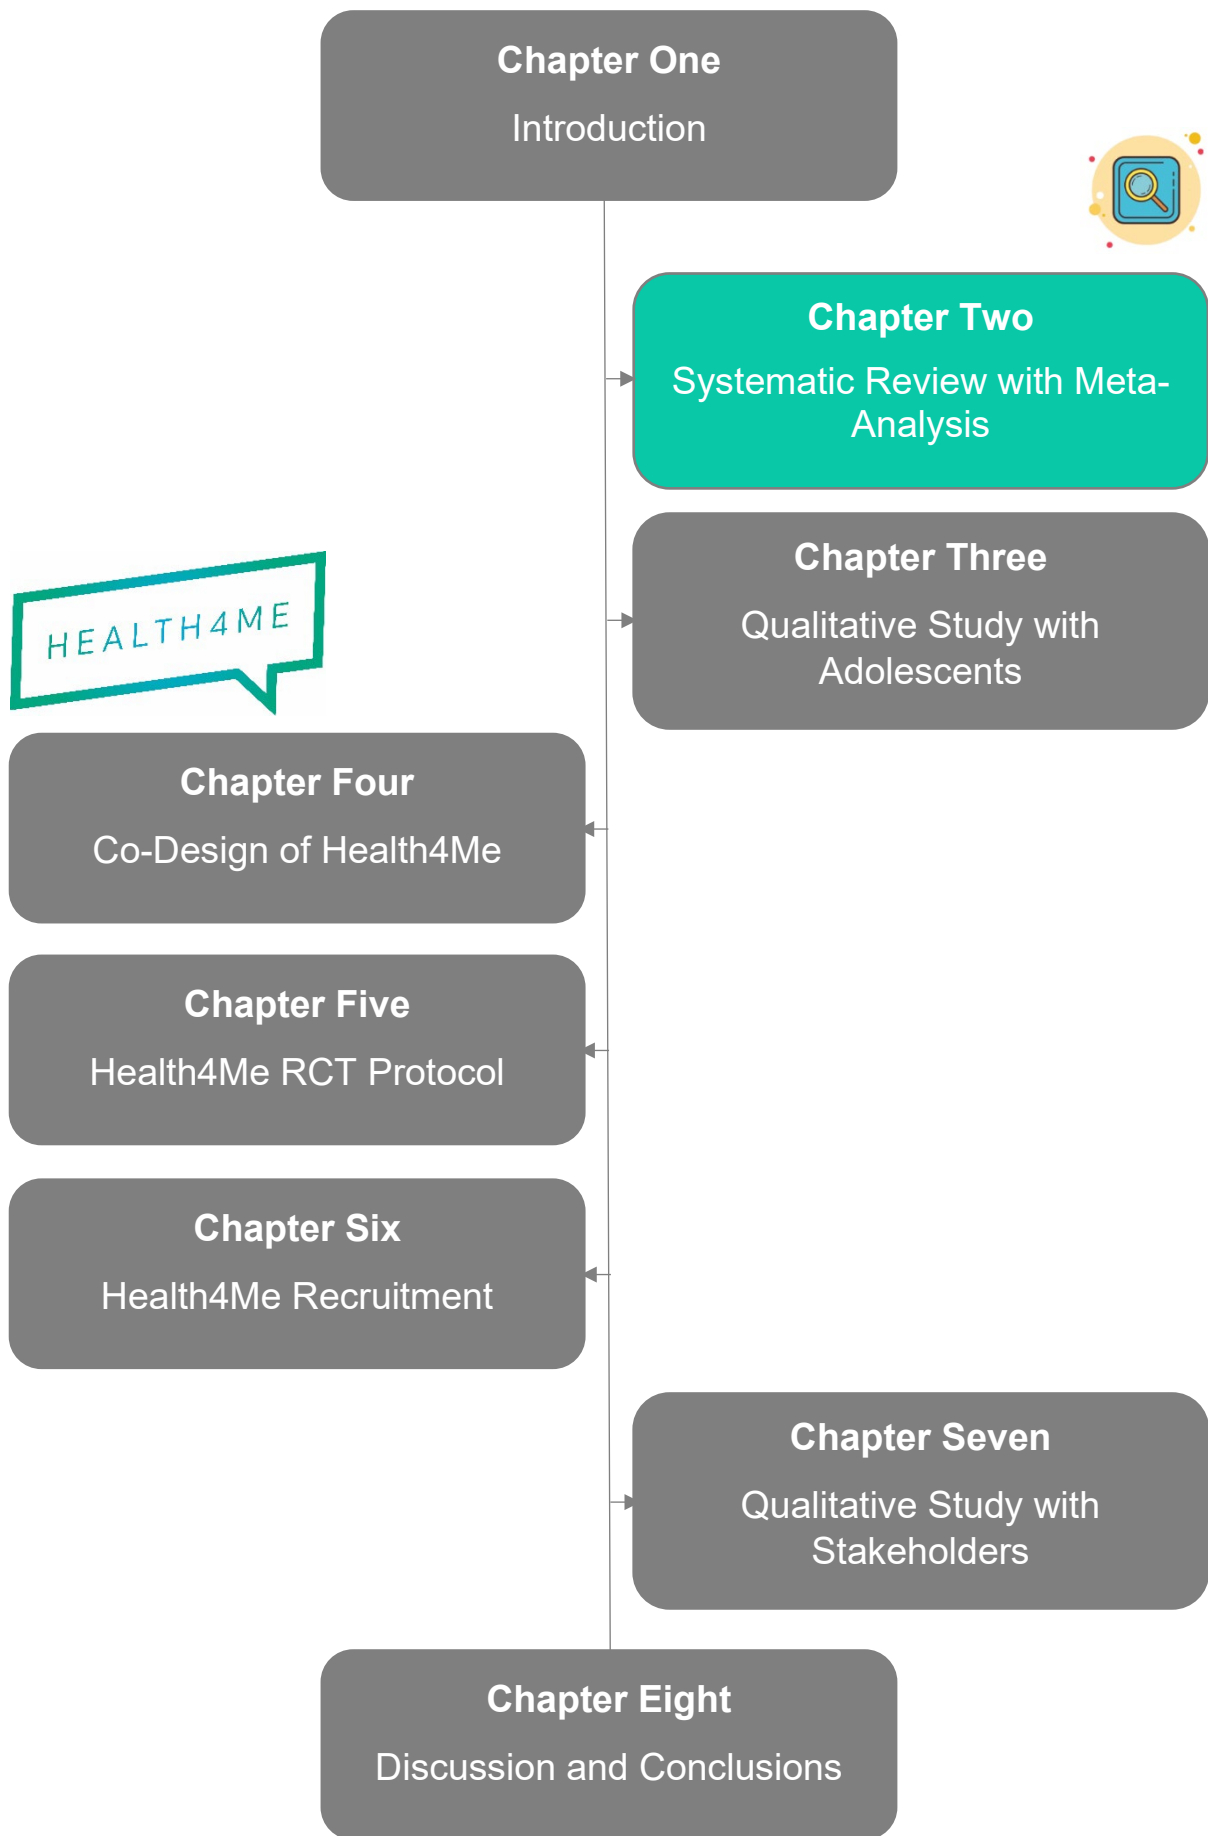 Chapter One
Introduction
Chapter Two
Systematic Review with Meta-
Analysis
Chapter Three
Qualitative Study with
Adolescents
HEALTH4ME
Chapter Four
Co-Design of Health4Me
Chapter Five
Health4Me RCT Protocol
Chapter Six
Health4Me Recruitment
Chapter Seven
Qualitative Study with
Stakeholders
Chapter Eight
Discussion and Conclusions